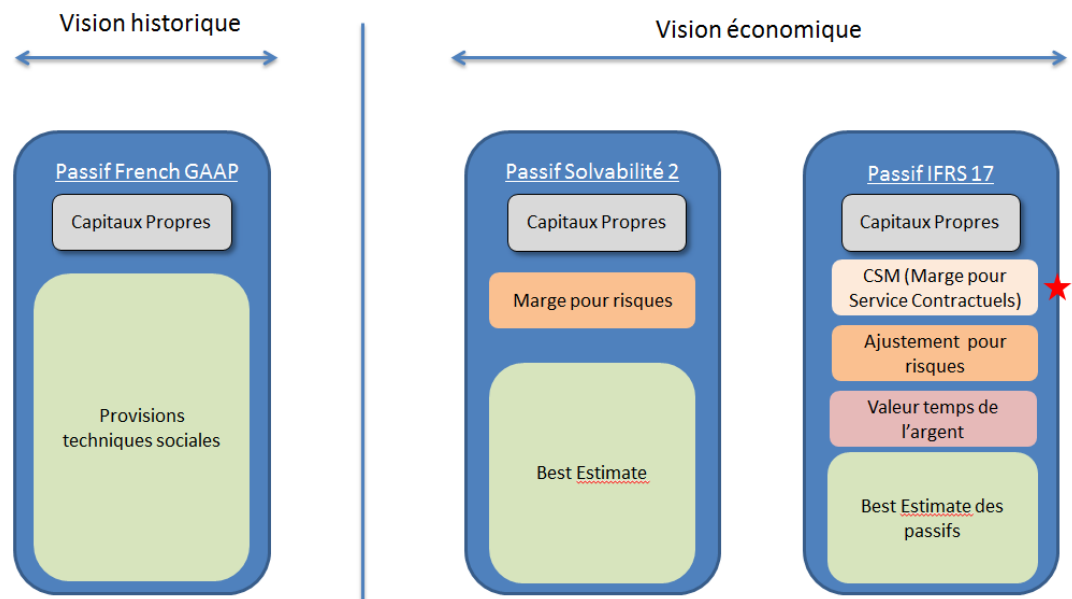 Vision historique
Vision économique
Passif French GAAP
Capitaux Propres
Provisions
techniques sociales
Passif Solvabilité 2
Capitaux Propres
Marge pour risques
Best Estimate
Passif IFRS 17
Capitaux Propres
CSM (Marge pour
Service Contractuels)
Ajustement pour
risques
Valeur temps de
l’argent
Best Estimate des
passifs